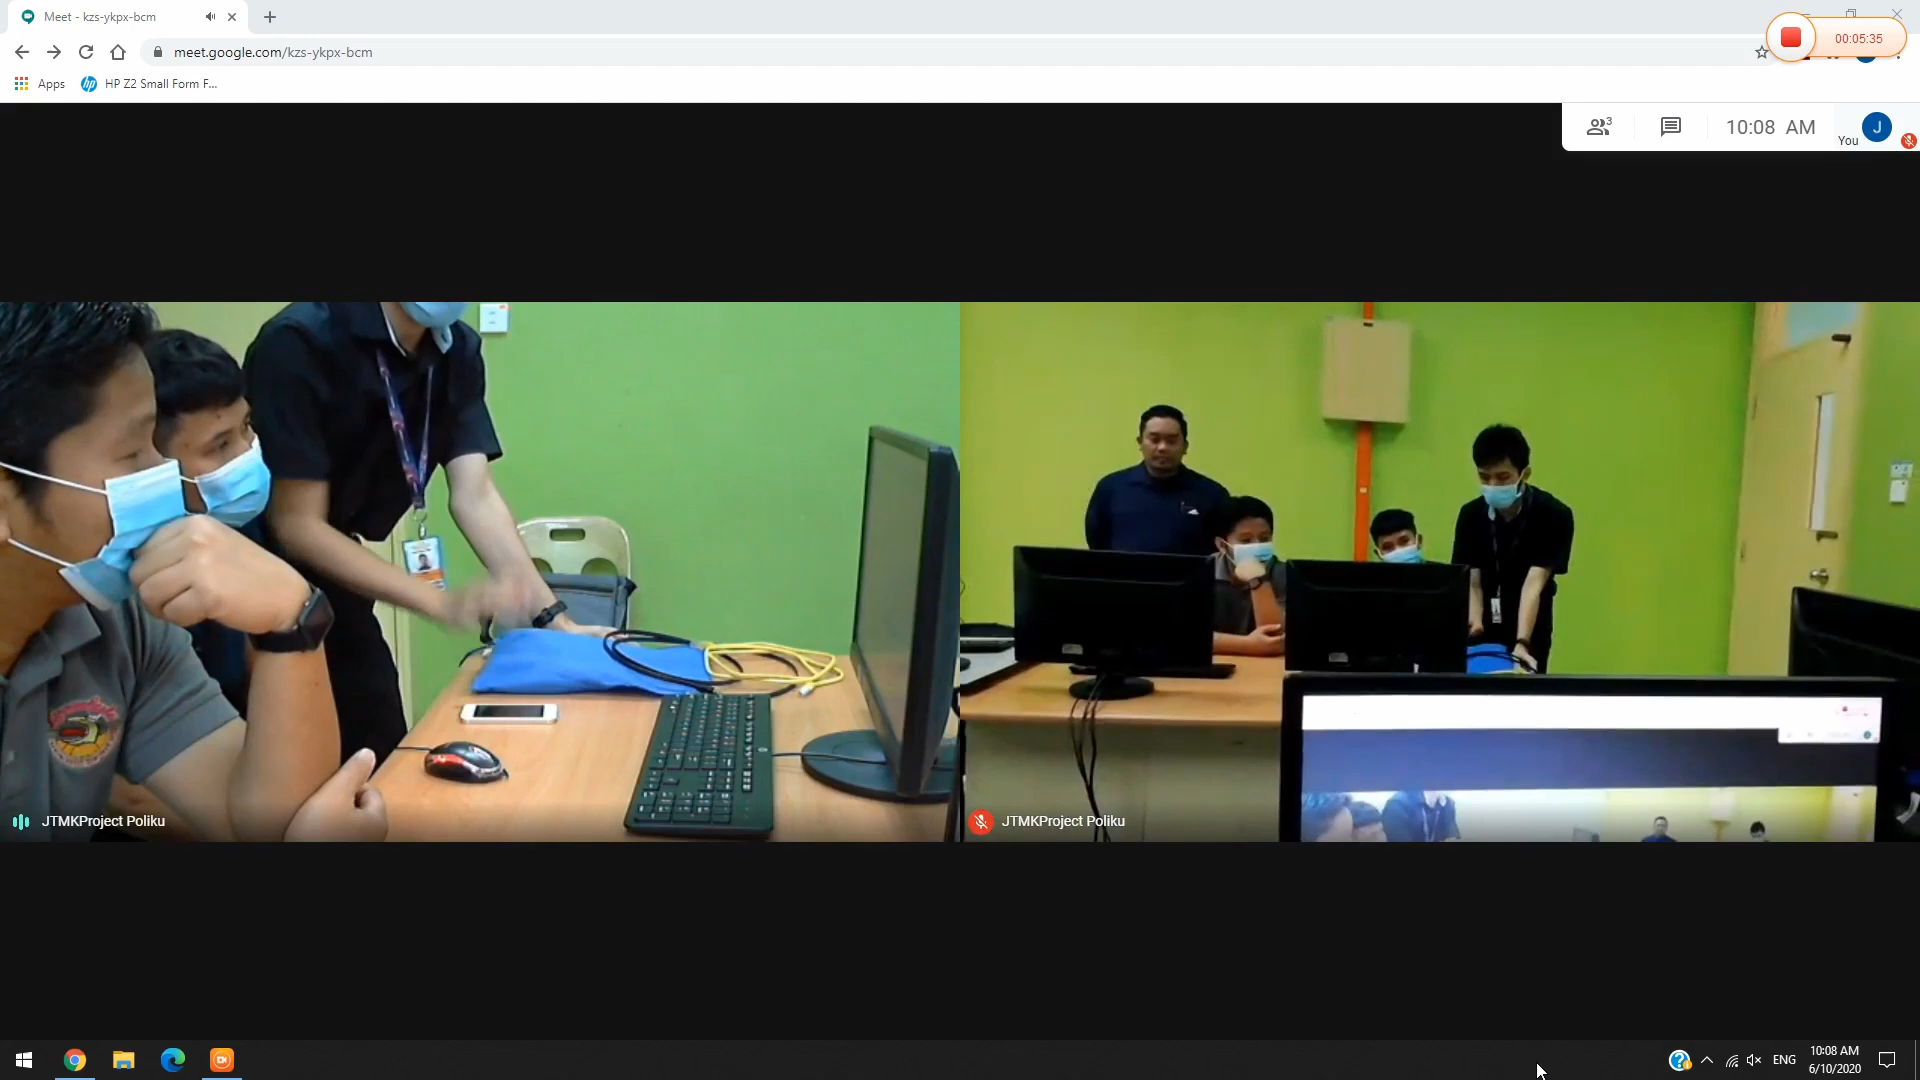 Meet - kzs-ykpx-bcm
meet.google.com/kzs-ykpx-bcm
00:05:35
Apps
HP Z2 Small Form F...
3
10:08 AM
You
J
JTMKProject Poliku
JTMKProject Poliku
ENG
10:08 AM
6/10/2020